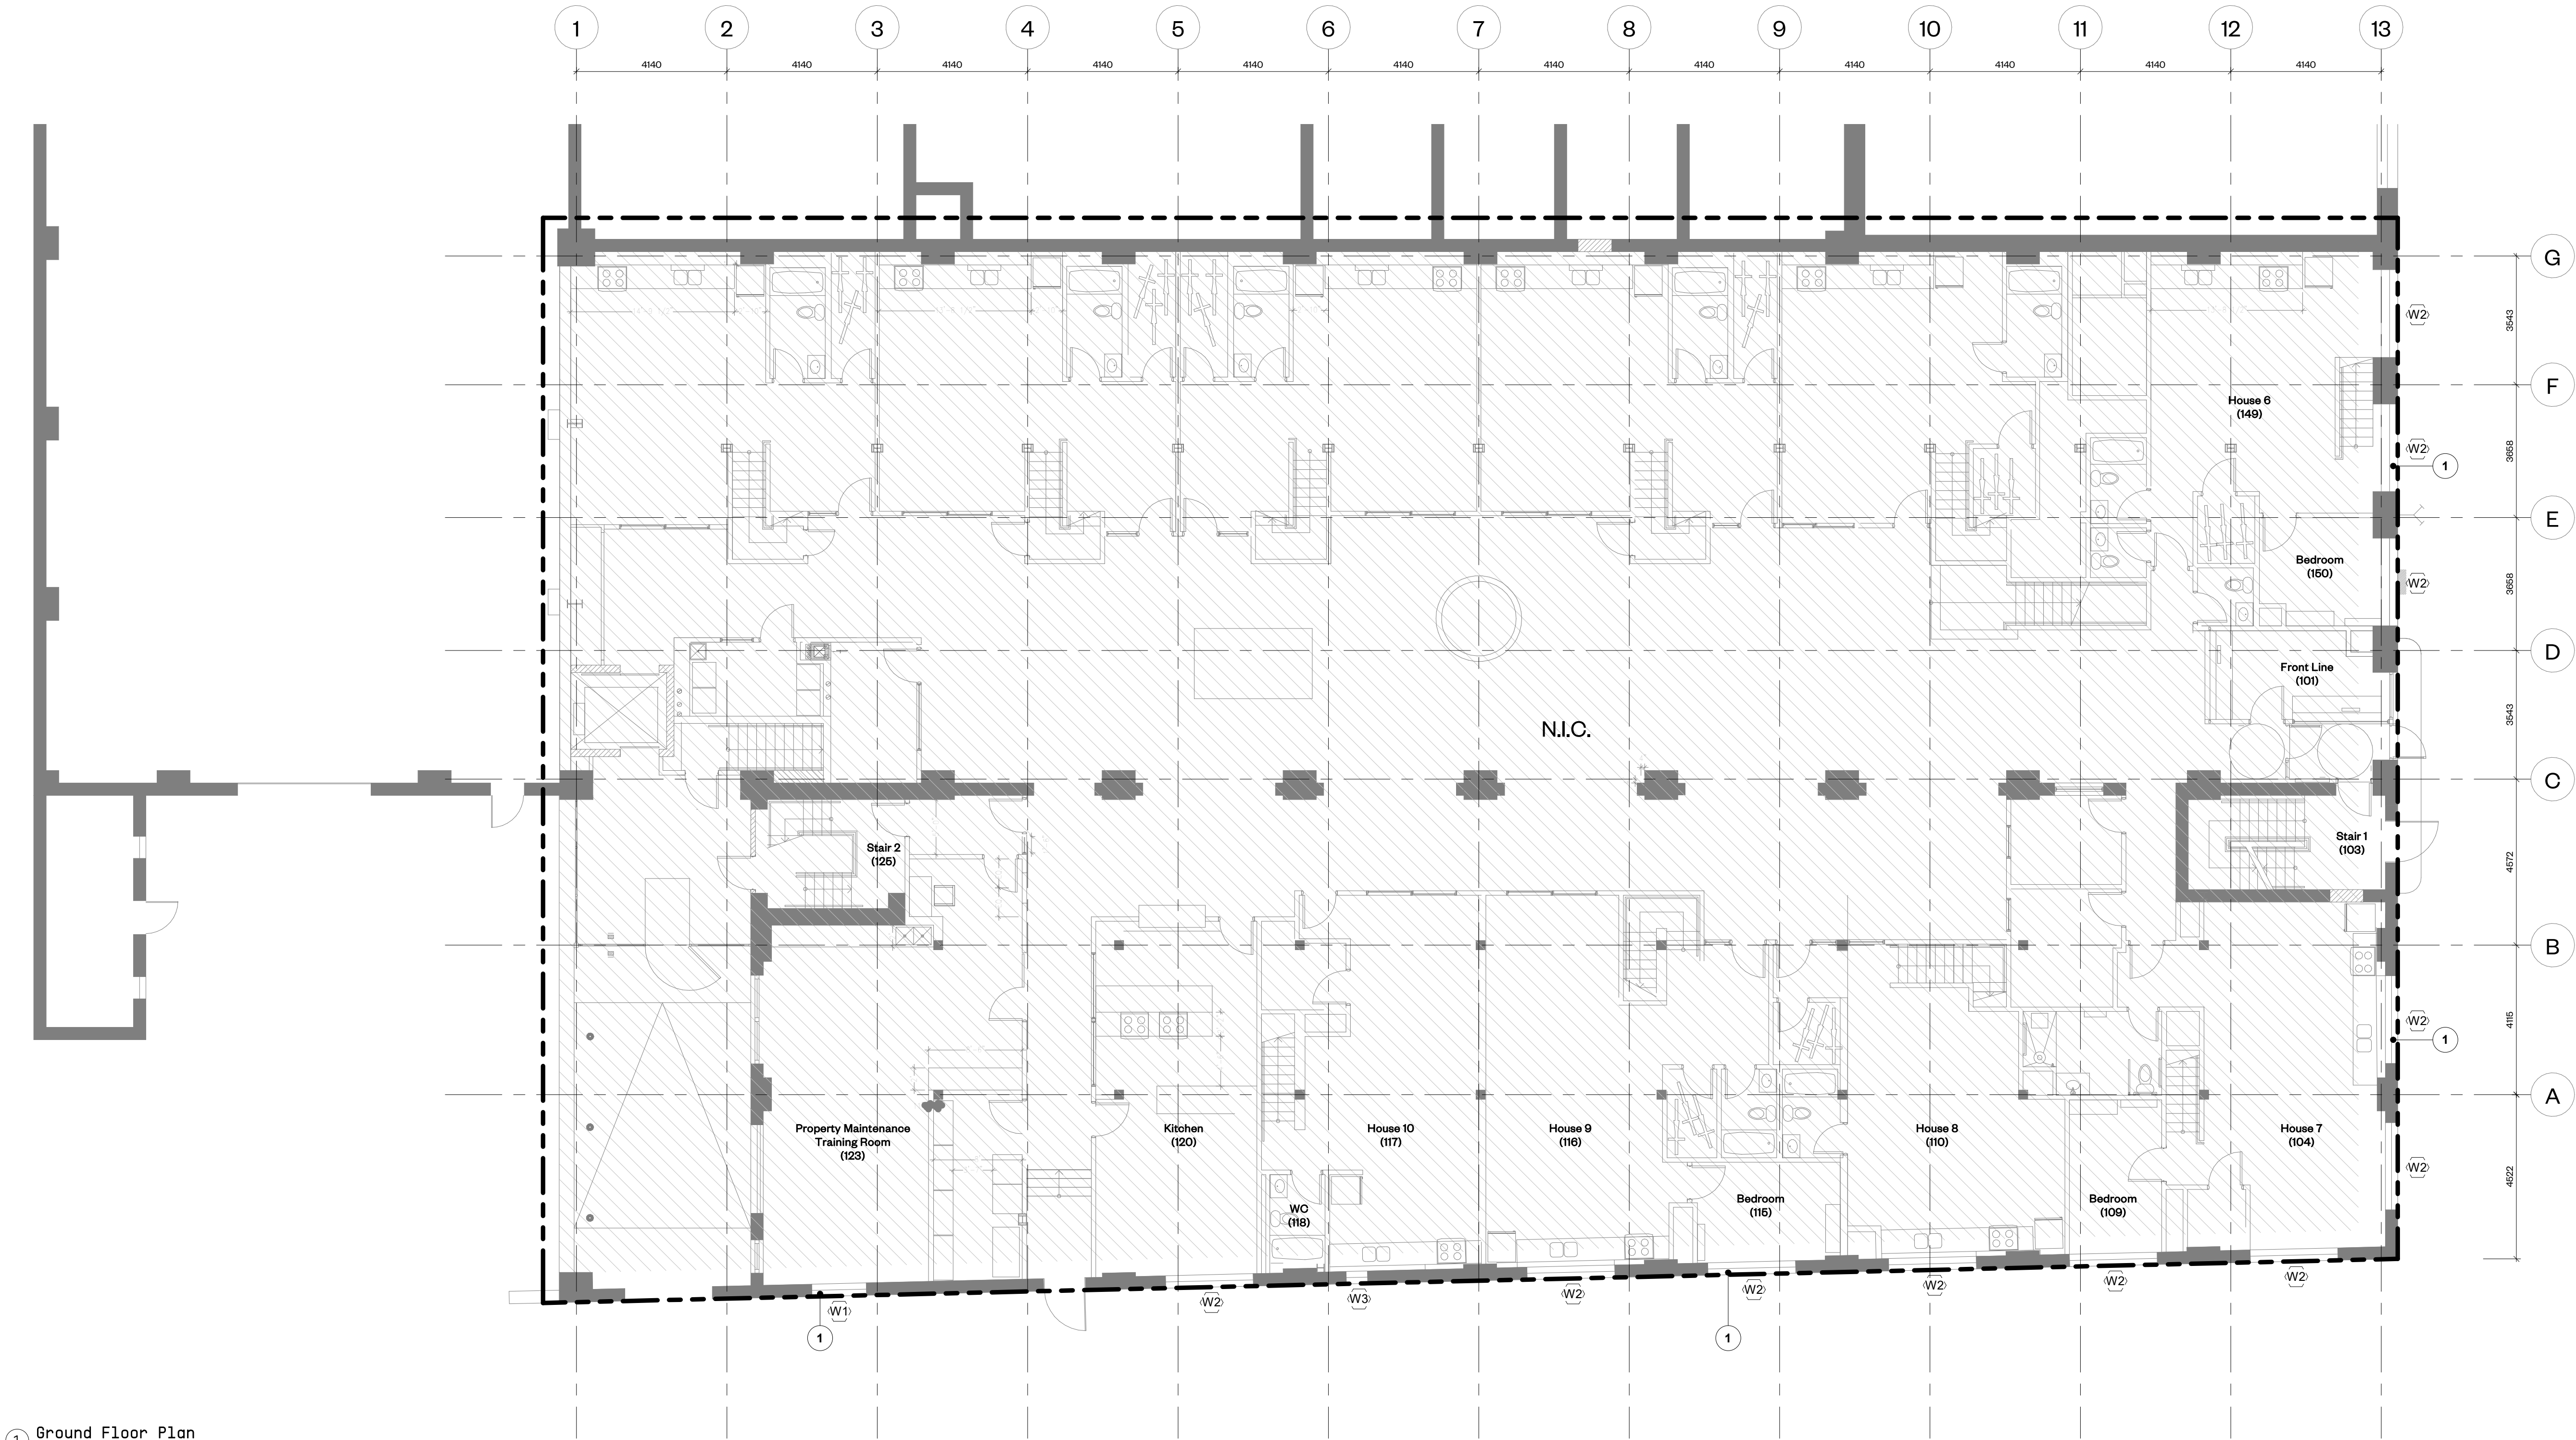 1 2 3 4 5 6 7 8 9 10 11 12 13
4140 4140 4140 4140 4140 4140 4140 4140 4140 4140 4140 4140
G
W2
3543
F
House 6
(149)
W2
3658
1
E
Bedroom
(150)
W2
3658
D
Front Line
(101)
3543
N.I.C.
C
Stair 2
(125)
Stair 1
(103)
4572
B
W2
4115
1
A
Property Maintenance
Training Room
(123)
Kitchen
(120)
House 10
(117)
House 9
(116)
House 8
(110)
House 7
(104)
W2
4522
WC
(118)
Bedroom
(115)
Bedroom
(109)
W1 W2 W3 W2 W2 W2 W2 W2
1 1
1 Ground Floor Plan